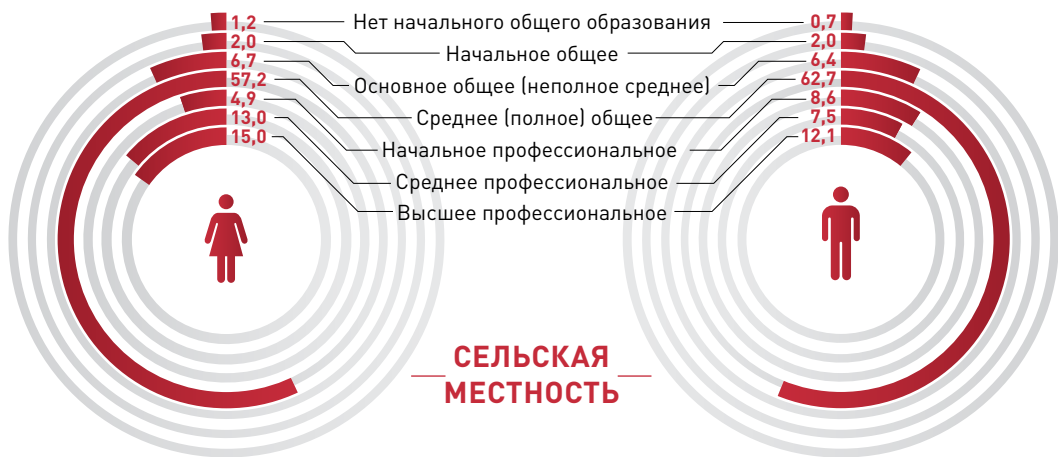 1,2 Нет начального общего образования 0,7
2,0 Начальное общее 2,0
6,7 Основное общее (неполное среднее) 6,4
57,2 Среднее (полное) общее 62,7
4,9 Начальное профессиональное 8,6
13,0 Среднее профессиональное 7,5
15,0 Высшее профессиональное 12,1
СЕЛЬСКАЯ
МЕСТНОСТЬ